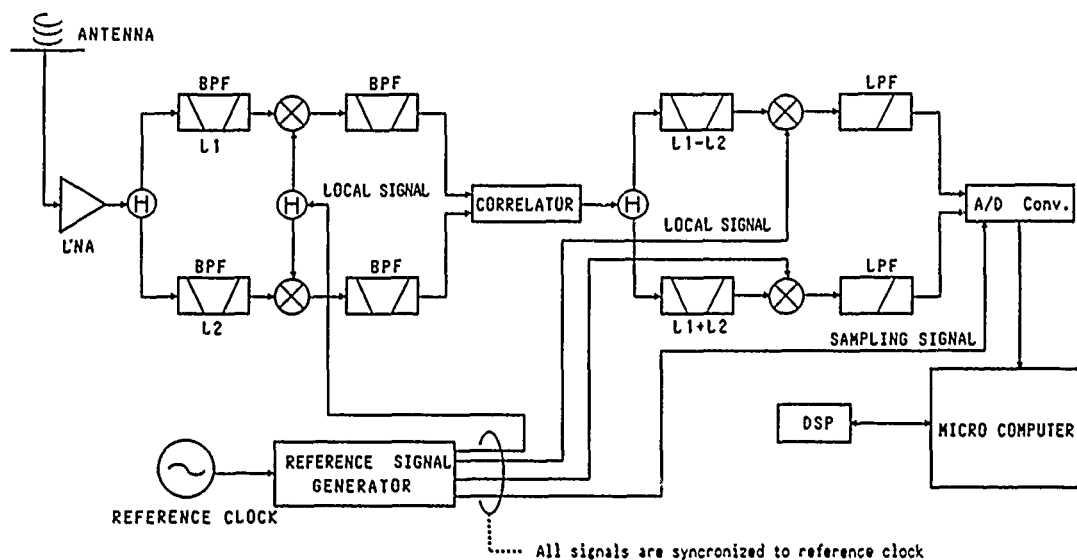 ANTENNA
BPF
BPF
LPF
L1
L1-L2
H
H
LOCAL SIGNAL
CORRELATOR
H
A/D Conv.
LNA
LOCAL SIGNAL
BPF
BPF
LPF
L2
L1+L2
SAMPLING SIGNAL
DSP
MICRO COMPUTER
REFERENCE SIGNAL
GENERATOR
REFERENCE CLOCK
All signals are syncronized to reference clock